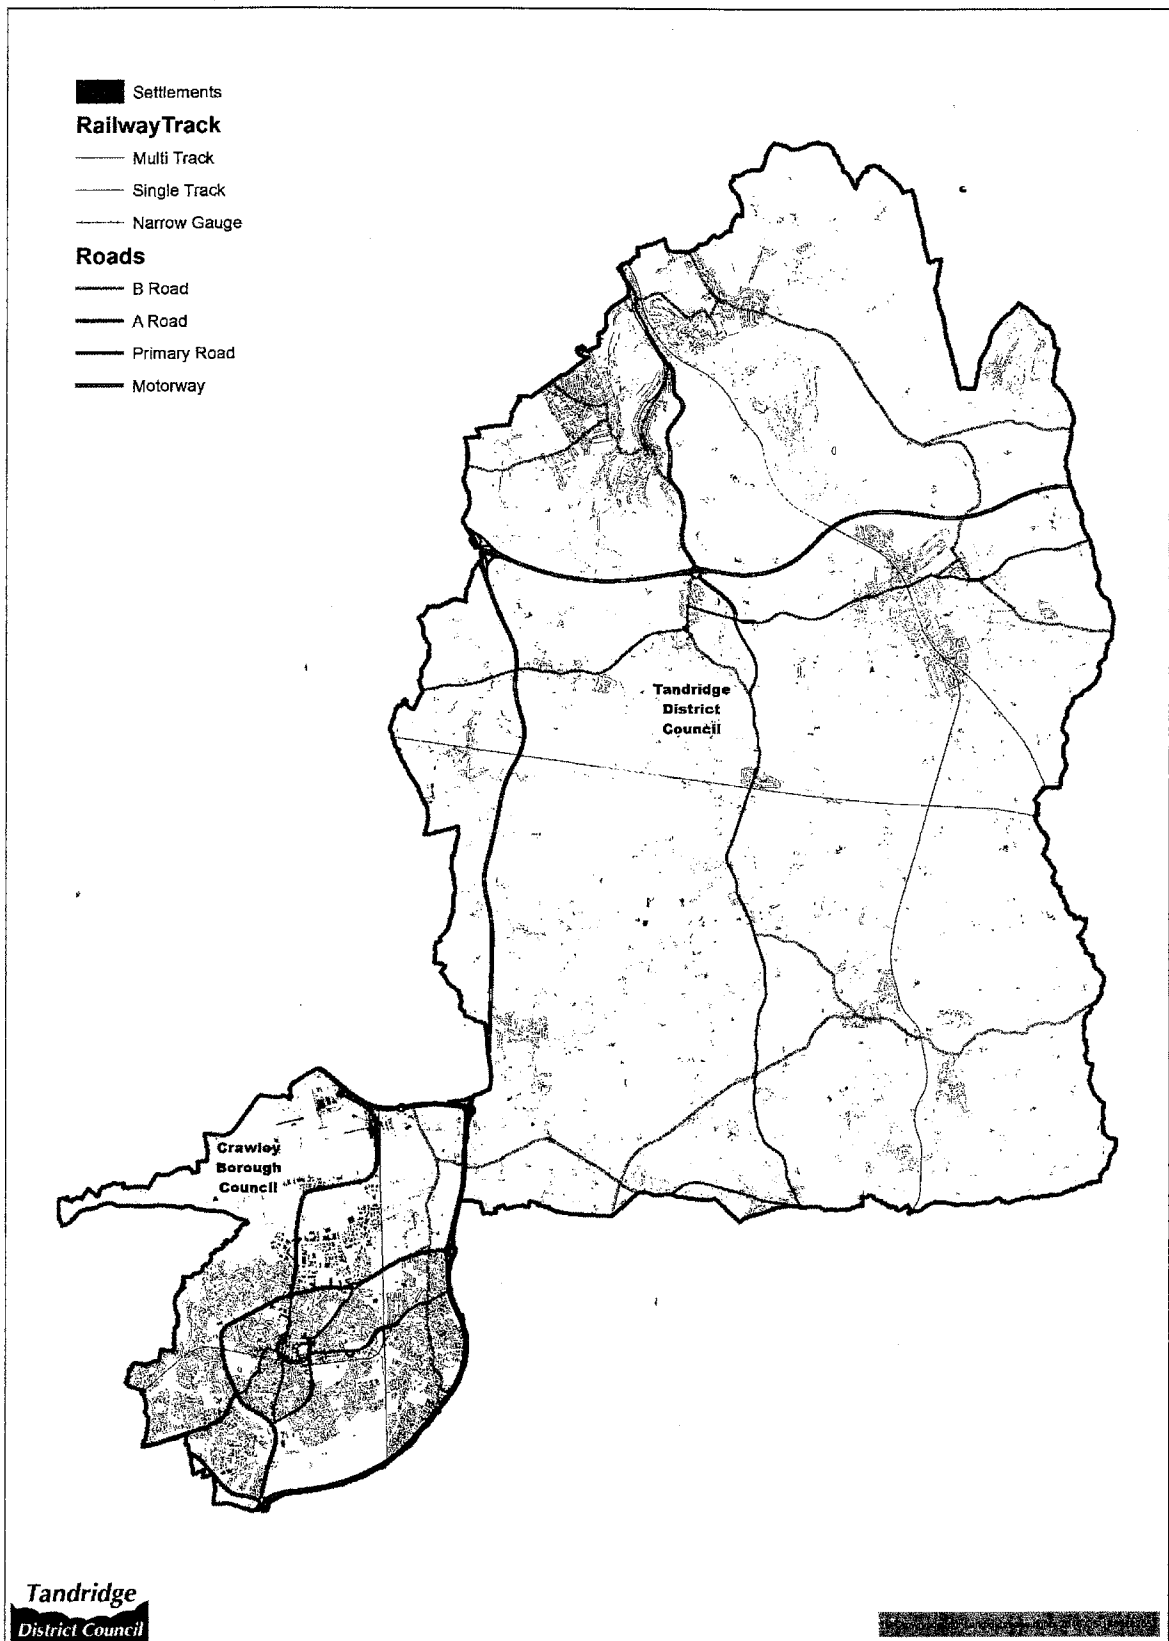 Settlements
RailwayTrack
Multi Track
Single Track
Narrow Gauge
Roads
B Road
A Road
Primary Road
Motorway
Tandridge
District
Council
Crawley
Borough
Council
Tandridge
District Council